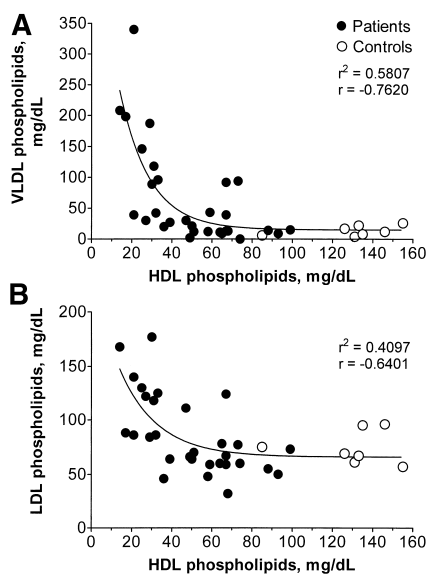 A
VLDL phospholipids,
mg/dL
350
300
250
200
150
100
50
0
Patients
Controls
r² = 0.5807
r = -0.7620
0 20 40 60 80 100 120 140 160
HDL phospholipids, mg/dL
B
LDL phospholipids, mg/dL
200
150
100
50
0
r² = 0.4097
r = -0.6401
0 20 40 60 80 100 120 140 160
HDL phospholipids, mg/dL